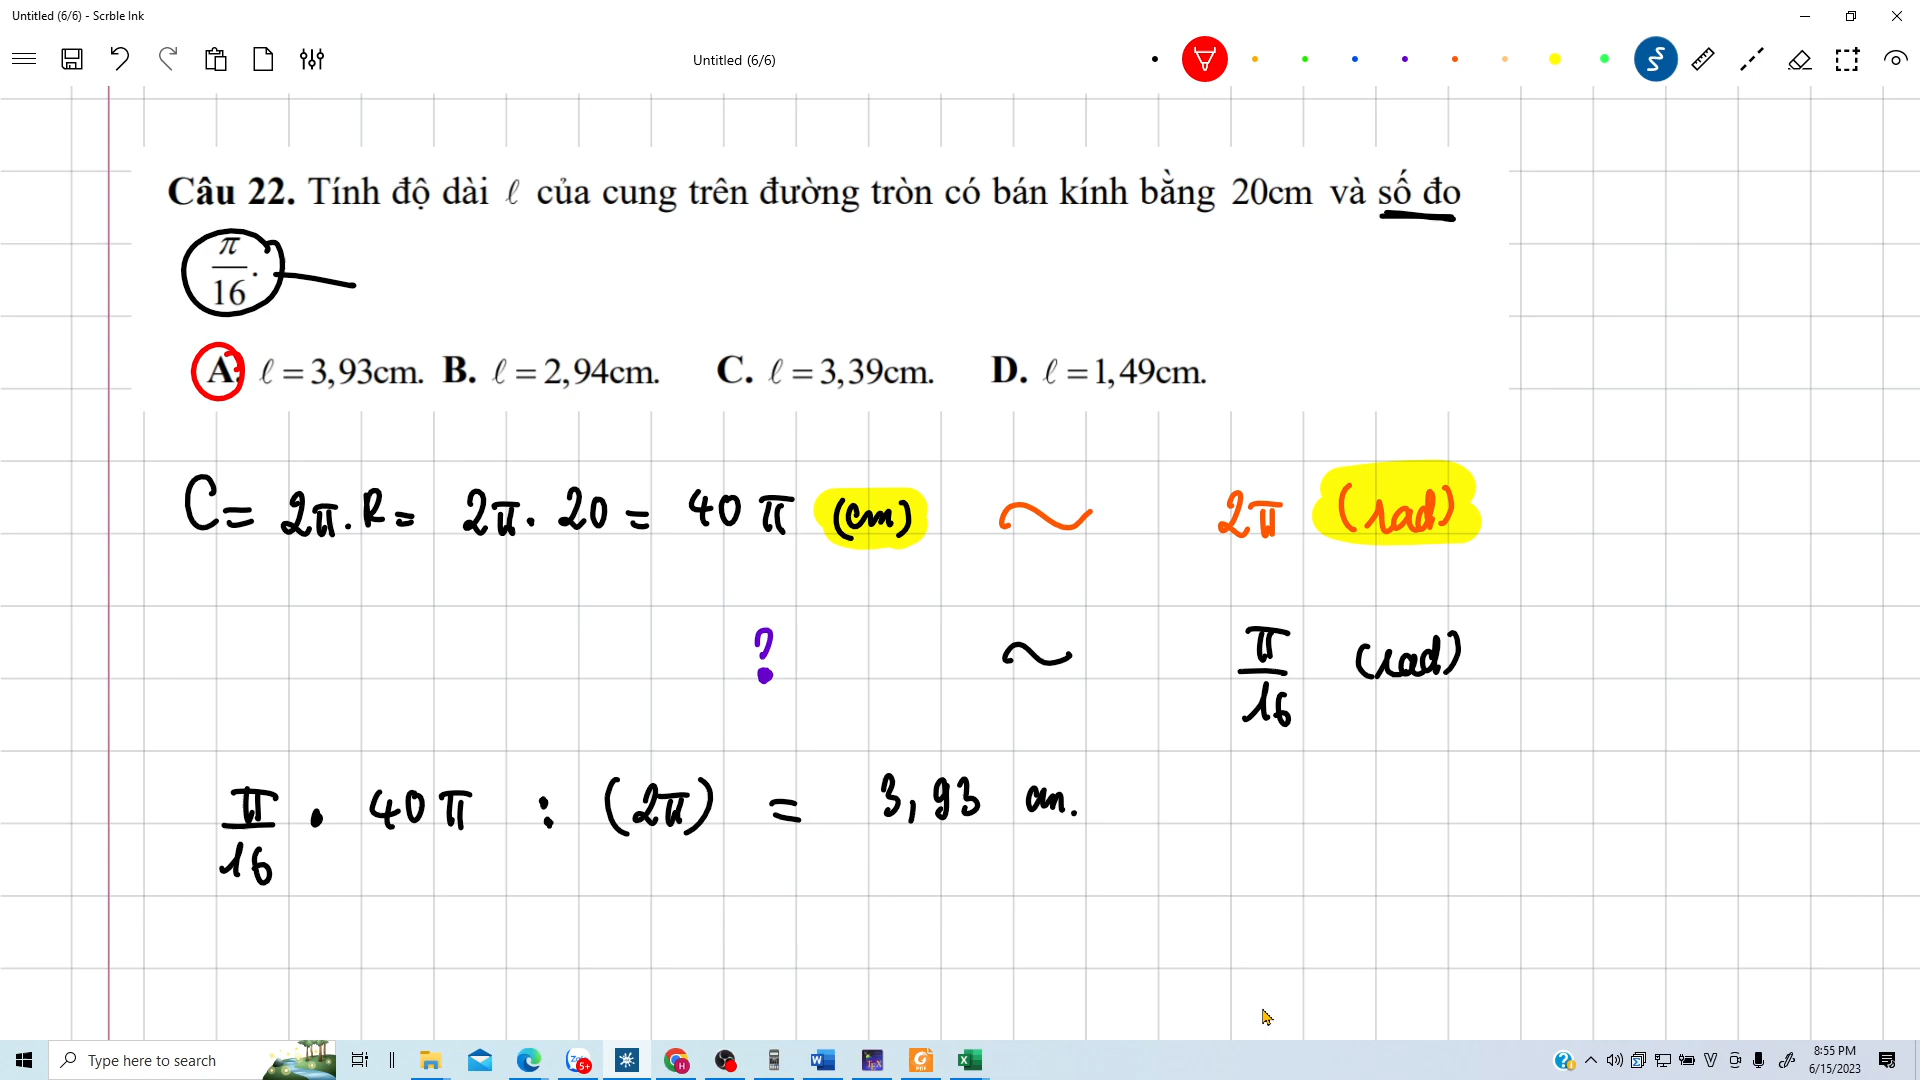 Untitled (6/6) - Scrble Ink
Untitled (6/6)
Câu 22. Tính độ dài ℓ của cung trên đường tròn có bán kính bằng 20cm và số đo
π/16.
A. ℓ = 3,93cm. B. ℓ = 2,94cm. C. ℓ = 3,39cm. D. ℓ = 1,49cm.
C = 2π.R = 2π. 20 = 40π (cm) ~ 2π (rad)
? ~ π/16 (rad)
π/16 . 40π : (2π) = 3,93 cm.
Type here to search
8:55 PM
6/15/2023